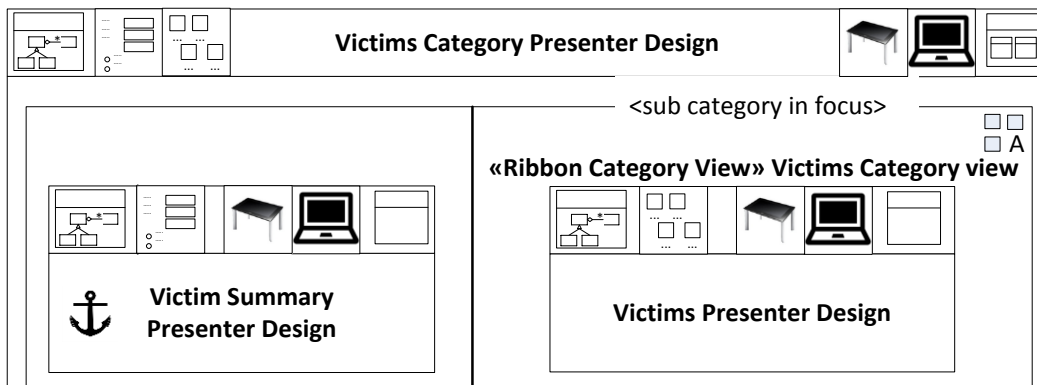 Victims Category Presenter Design
<sub category in focus>
A
«Ribbon Category View» Victims Category view
Victim Summary
Presenter Design
Victims Presenter Design